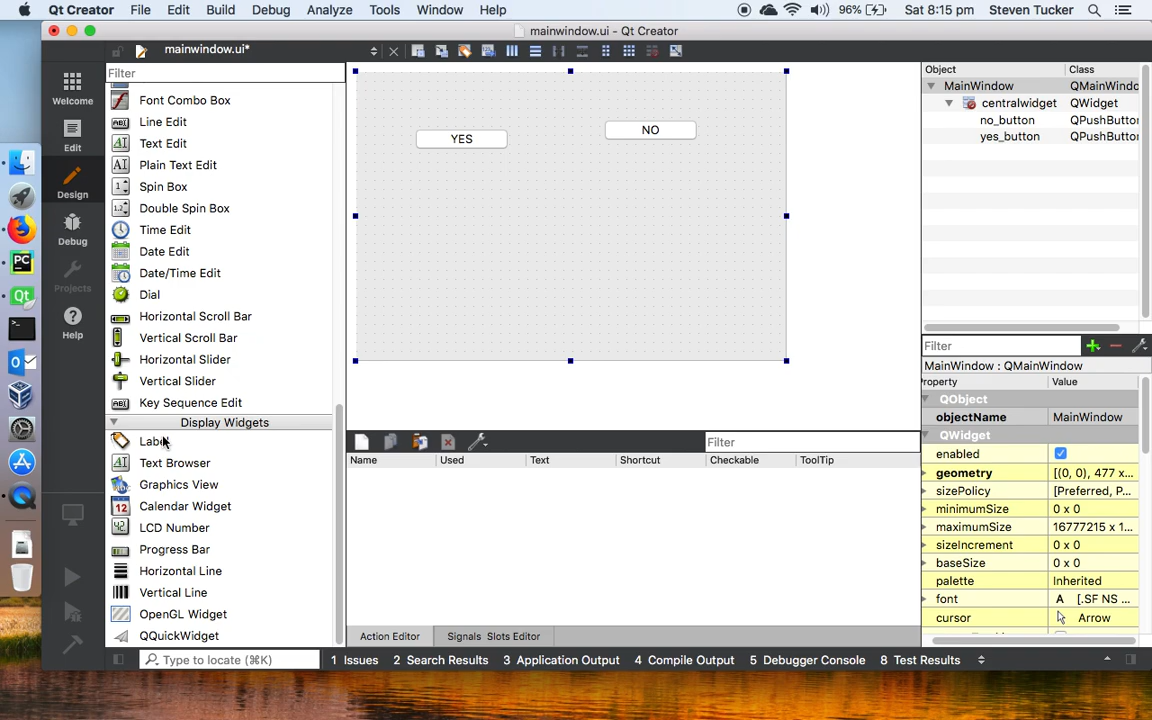 Qt Creator File Edit Build Debug Analyze Tools Window Help 96% Sat 8:15 pm Steven Tucker
mainwindow.ui - Qt Creator
mainwindow.ui*
Filter
Font Combo Box
Line Edit
Text Edit
Plain Text Edit
Spin Box
Double Spin Box
Time Edit
Date Edit
Date/Time Edit
Dial
Horizontal Scroll Bar
Vertical Scroll Bar
Horizontal Slider
Vertical Slider
Key Sequence Edit
Display Widgets
Label
Text Browser
Graphics View
Calendar Widget
LCD Number
Progress Bar
Horizontal Line
Vertical Line
OpenGL Widget
QQuickWidget
Welcome
Edit
Design
Debug
Projects
Help
YES
NO
Object Class
MainWindow QMainWindc
centralwidget QWidget
no_button QPushButtor
yes_button QPushButtor
Filter
MainWindow : QMainWindow
Property Value
QObject
objectName MainWindow
QWidget
enabled
geometry [(0, 0), 477 x...
sizePolicy [Preferred, P...
minimumSize 0 x 0
maximumSize 16777215 x 1...
sizeIncrement 0 x 0
baseSize 0 x 0
palette Inherited
font A [.SF NS ...
cursor Arrow
Filter
Name Used Text Shortcut Checkable ToolTip
Action Editor Signals Slots Editor
Type to locate (⌘K) 1 Issues 2 Search Results 3 Application Output 4 Compile Output 5 Debugger Console 8 Test Results